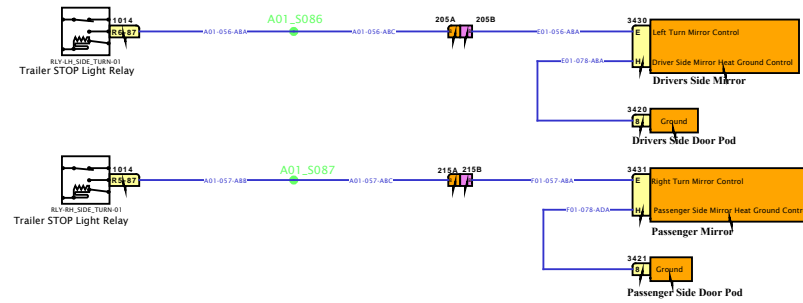 A01_S086
1014
R6 87
A01-056-ABA
A01-056-ABC
205A
205B
E01-056-ABA
3430
E
Left Turn Mirror Control
RLY-LH_SIDE_TURN-01
Trailer STOP Light Relay
E01-078-ABA
H
Driver Side Mirror Heat Ground Control
Drivers Side Mirror
3420
8
Ground
Drivers Side Door Pod
A01_S087
1014
R5 87
A01-057-ABB
A01-057-ABC
215A
215B
F01-057-ABA
3431
E
Right Turn Mirror Control
RLY-RH_SIDE_TURN-01
Trailer STOP Light Relay
F01-078-ADA
H
Passenger Side Mirror Heat Ground Contr
Passenger Mirror
3421
8
Ground
Passenger Side Door Pod